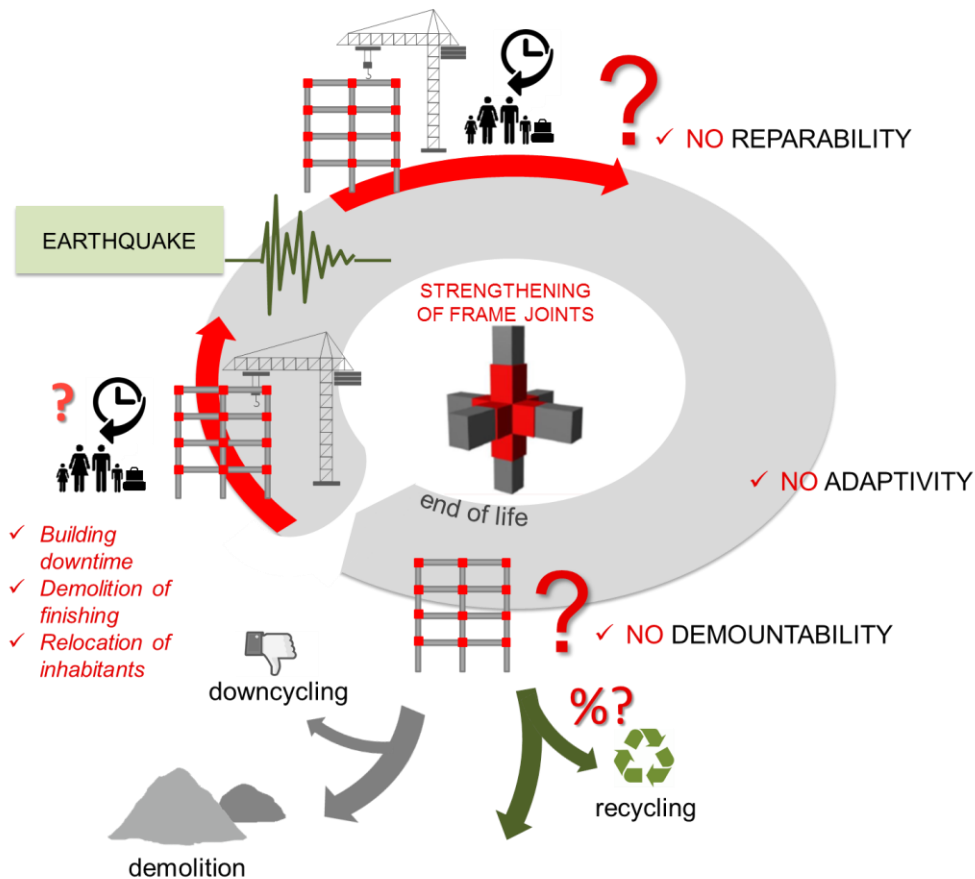 ?
✓ NO REPARABILITY
EARTHQUAKE
STRENGTHENING
OF FRAME JOINTS
?
✓ NO ADAPTIVITY
end of life
✓ Building
downtime
✓ Demolition of
finishing
✓ Relocation of
inhabitants
?
✓ NO DEMOUNTABILITY
downcycling
%?
recycling
demolition